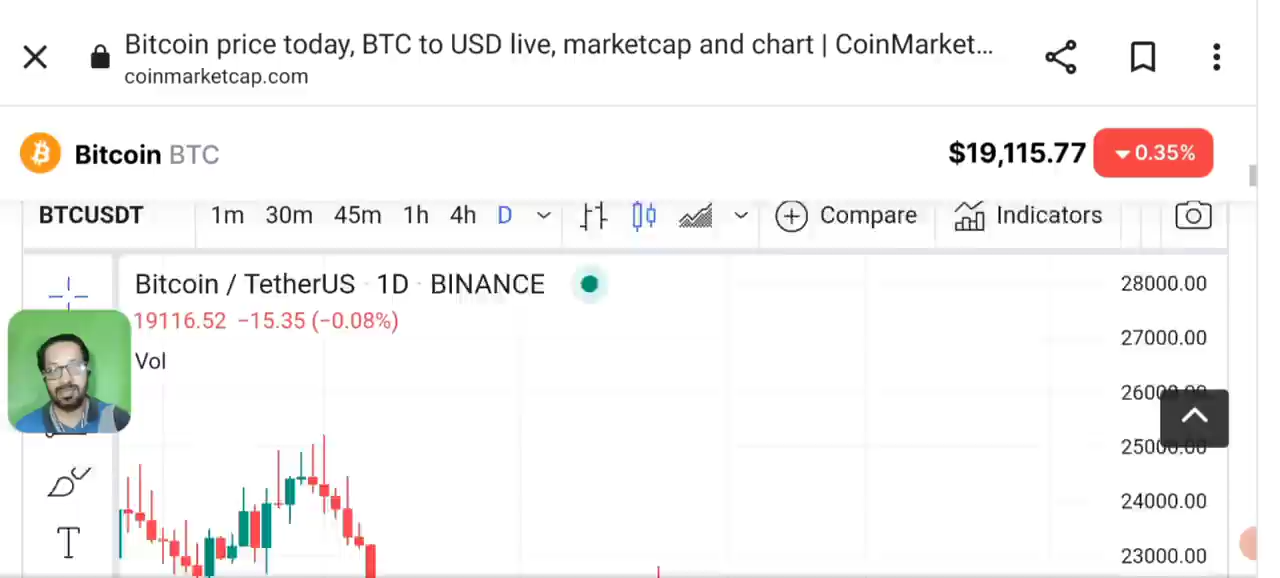 Bitcoin price today, BTC to USD live, marketcap and chart | CoinMarket...
coinmarketcap.com
Bitcoin BTC $19,115.77 0.35%
BTCUSDT 1m 30m 45m 1h 4h D Compare Indicators
Bitcoin / TetherUS · 1D · BINANCE
19116.52 −15.35 (−0.08%)
Vol
28000.00
27000.00
26000.00
25000.00
24000.00
23000.00
T